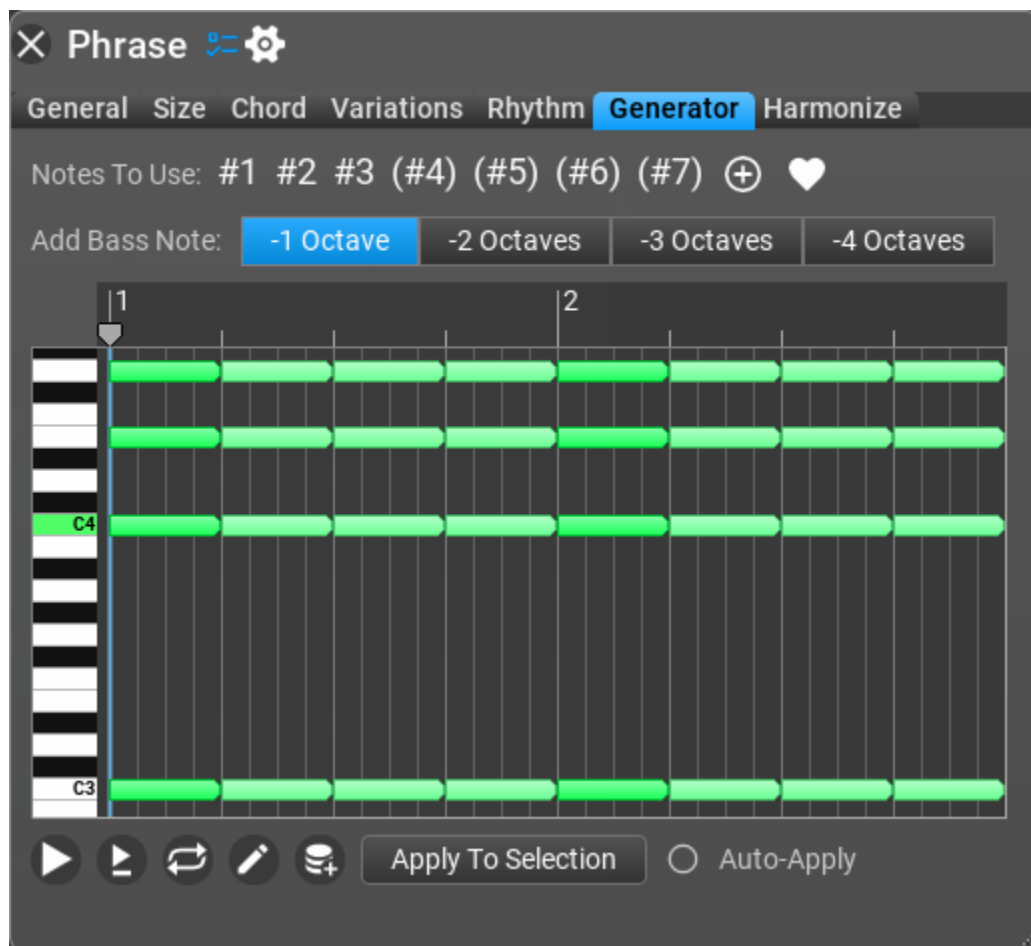 Phrase
General Size Chord Variations Rhythm Generator Harmonize
Notes To Use: #1 #2 #3 (#4) (#5) (#6) (#7)
Add Bass Note: -1 Octave -2 Octaves -3 Octaves -4 Octaves
1 2
C4
C3
Apply To Selection Auto-Apply